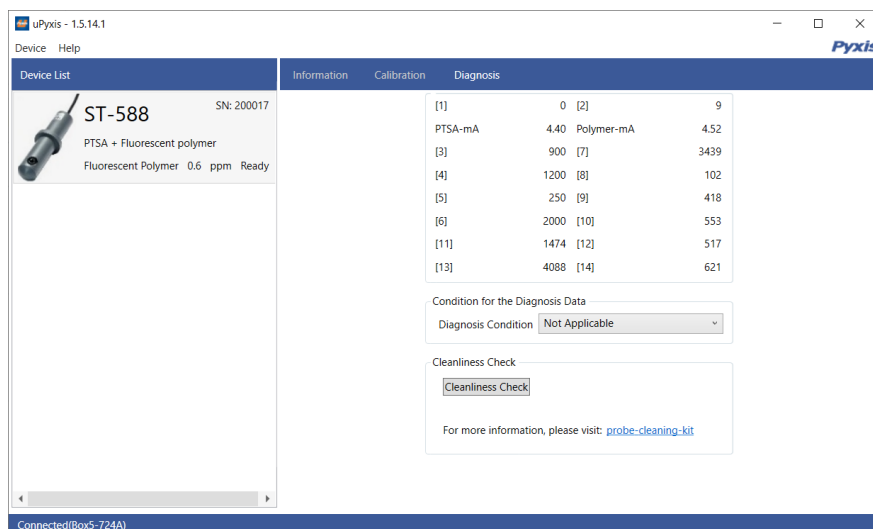 uPyxis - 1.5.14.1
Device Help
Pyxis
Device List
Information Calibration Diagnosis
ST-588
SN: 200017
PTSA + Fluorescent polymer
Fluorescent Polymer 0.6 ppm Ready
[1] 0 [2] 9
PTSA-mA 4.40 Polymer-mA 4.52
[3] 900 [7] 3439
[4] 1200 [8] 102
[5] 250 [9] 418
[6] 2000 [10] 553
[11] 1474 [12] 517
[13] 4088 [14] 621
Condition for the Diagnosis Data
Diagnosis Condition Not Applicable
Cleanliness Check
Cleanliness Check
For more information, please visit: probe-cleaning-kit
Connected(Box5-724A)